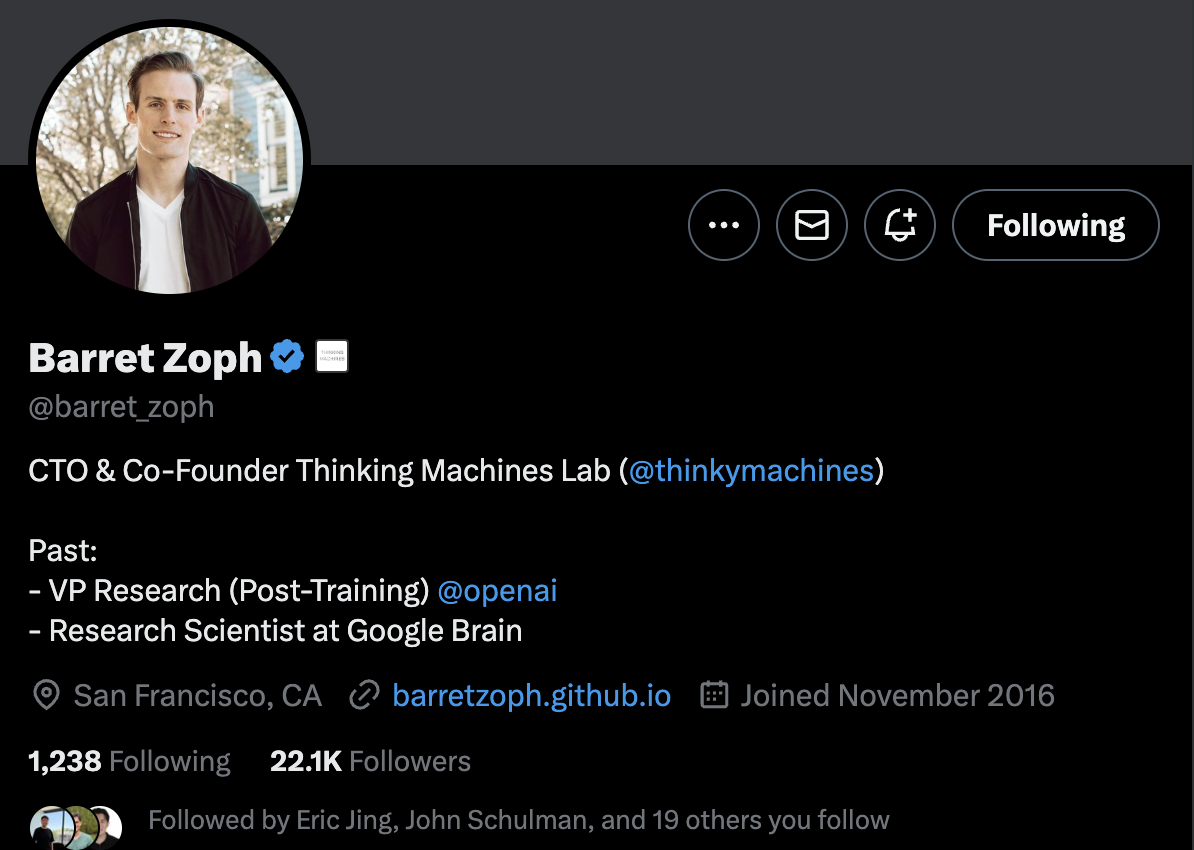 Following
Barret Zoph
@barret_zoph
CTO & Co-Founder Thinking Machines Lab (@thinkymachines)
Past:
- VP Research (Post-Training) @openai
- Research Scientist at Google Brain
San Francisco, CA barretzoph.github.io Joined November 2016
1,238 Following 22.1K Followers
Followed by Eric Jing, John Schulman, and 19 others you follow